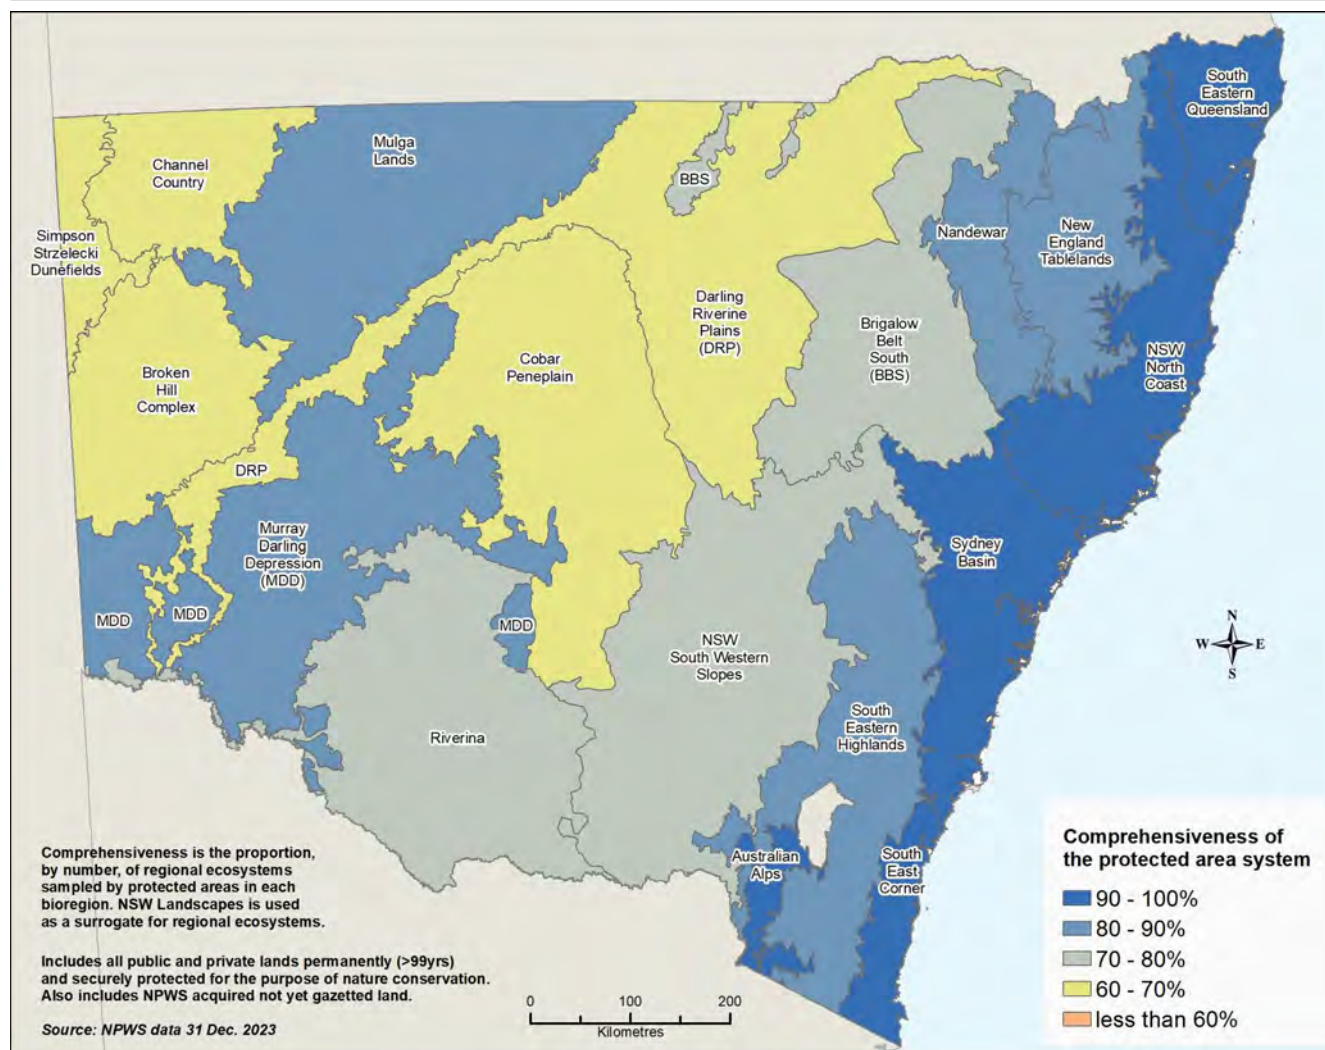 South
Eastern
Queensland
Mulga
Lands
Channel
Country
BBS
Simpson
Strzelecki
Dunefields
Nandewar
New
England
Tablelands
Darling
Riverine
Plains
(DRP)
Brigalow
Belt
South
(BBS)
NSW
North
Coast
Cobar
Peneplain
Broken
Hill
Complex
DRP
Murray
Darling
Depression
(MDD)
Sydney
Basin
MDD
MDD
MDD
NSW
South Western
Slopes
N
W
E
S
South
Eastern
Highlands
Riverina
Australian
Alps
South
East
Corner
Comprehensiveness is the proportion,
by number, of regional ecosystems
sampled by protected areas in each
bioregion. NSW Landscapes is used
as a surrogate for regional ecosystems.
Includes all public and private lands permanently (>99yrs)
and securely protected for the purpose of nature conservation.
Also includes NPWS acquired not yet gazetted land.
Source: NPWS data 31 Dec. 2023
0 100 200
Kilometres
Comprehensiveness of
the protected area system
90 - 100%
80 - 90%
70 - 80%
60 - 70%
less than 60%